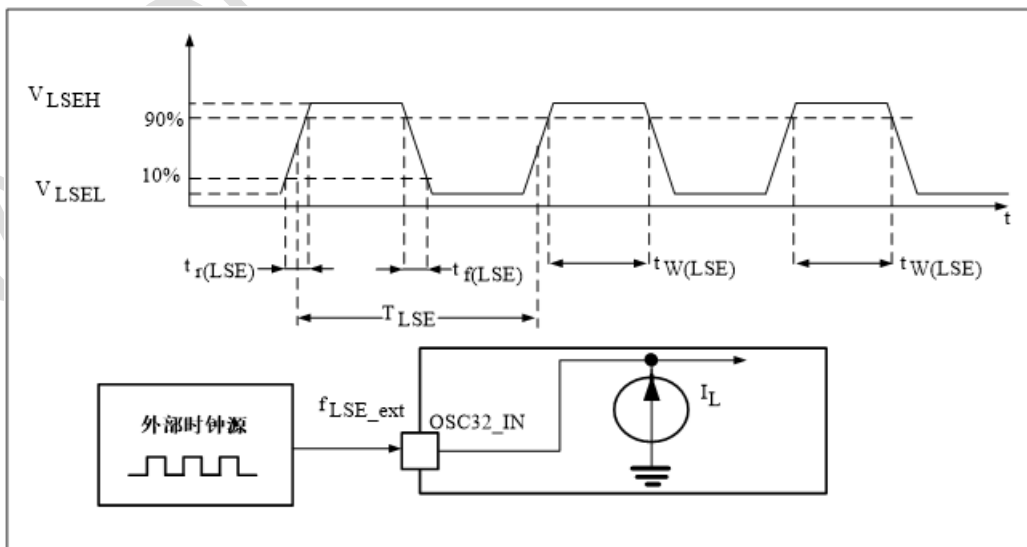 VLSEH
90%
10%
VLSEL
t
tr(LSE)
tf(LSE)
tW(LSE)
tW(LSE)
TLSE
外部时钟源
fLSE_ext
OSC32_IN
IL